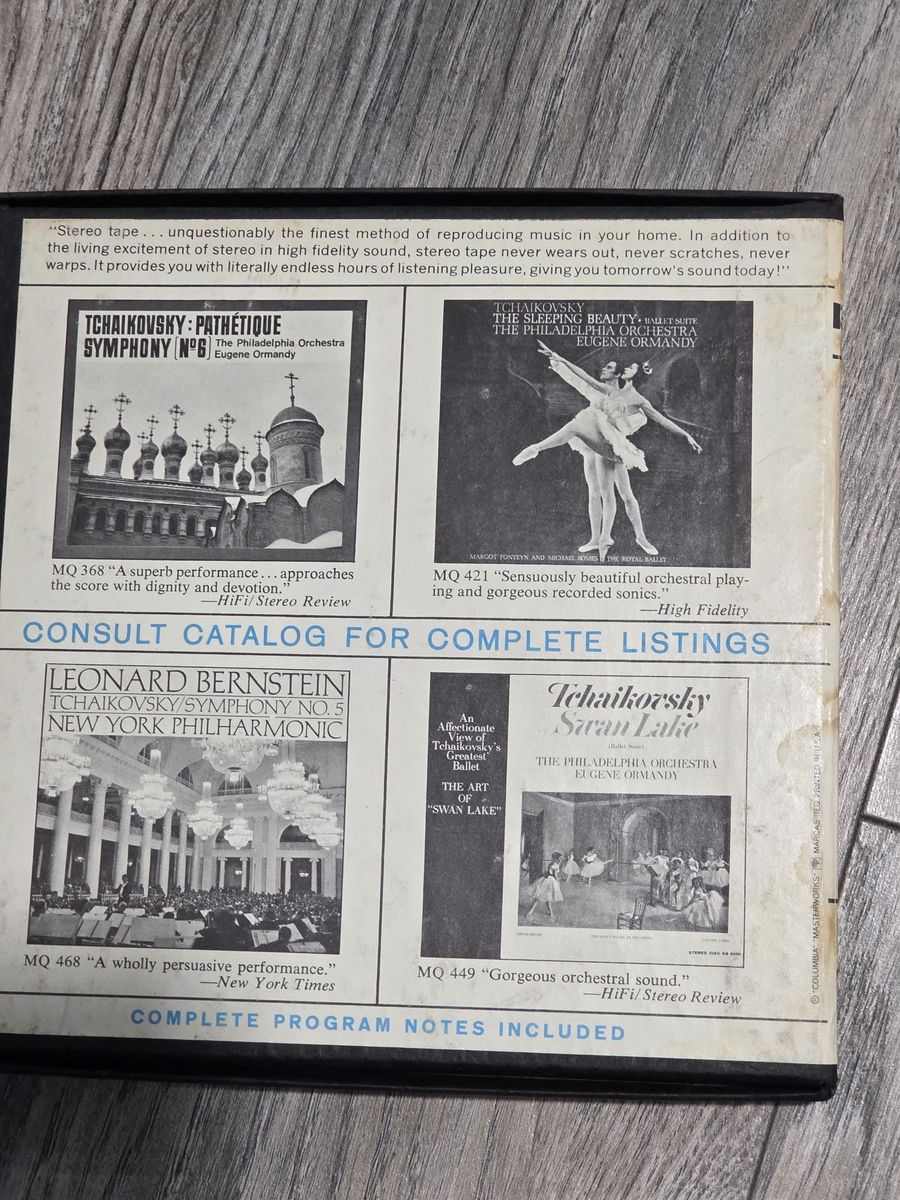 "Stereo tape . . . unquestionably the finest method of reproducing music in your home. In addition to
the living excitement of stereo in high fidelity sound, stereo tape never wears out, never scratches, never
warps. It provides you with literally endless hours of listening pleasure, giving you tomorrow's sound today!"
TCHAIKOVSKY: PATHÉTIQUE
SYMPHONY (Nº6) The Philadelphia Orchestra
Eugene Ormandy
MQ 368 "A superb performance . . . approaches
the score with dignity and devotion."
—HiFi/Stereo Review
TCHAIKOVSKY
THE SLEEPING BEAUTY • BALLET SUITE
THE PHILADELPHIA ORCHESTRA
EUGENE ORMANDY
MARGOT FONTEYN AND MICHAEL SOMES THE ROYAL BALLET
MQ 421 "Sensuously beautiful orchestral play-
ing and gorgeous recorded sonics."
—High Fidelity
CONSULT CATALOG FOR COMPLETE LISTINGS
LEONARD BERNSTEIN
TCHAIKOVSKY/SYMPHONY NO. 5
NEW YORK PHILHARMONIC
MQ 468 "A wholly persuasive performance."
—New York Times
An
Affectionate
View of
Tchaikovsky's
Greatest
Ballet
THE ART
OF
"SWAN LAKE"
Tchaikovsky
Swan Lake
(Ballet Suite)
THE PHILADELPHIA ORCHESTRA
EUGENE ORMANDY
MQ 449 "Gorgeous orchestral sound."
—HiFi/Stereo Review
COMPLETE PROGRAM NOTES INCLUDED
© "COLUMBIA" "MASTERWORKS" MARCAS REG. PRINTED IN U.S.A.